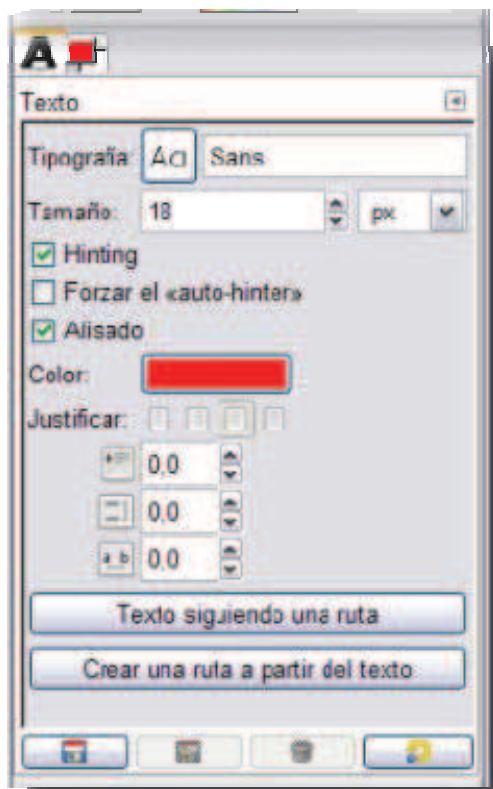 A
Texto
Tipografía: Aa Sans
Tamaño: 18 px
Hinting
Forzar el «auto-hinter»
Alisado
Color:
Justificar:
0,0
0,0
a b 0,0
Texto siguiendo una ruta
Crear una ruta a partir del texto